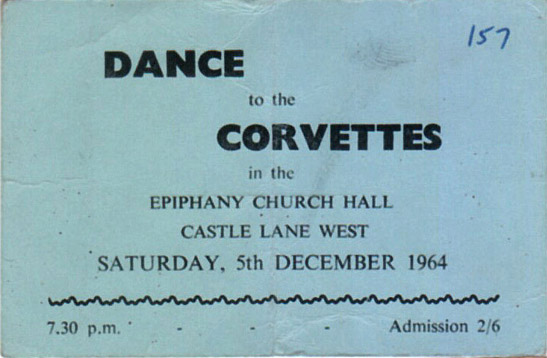 157
DANCE
to the
CORVETTES
in the
EPIPHANY CHURCH HALL
CASTLE LANE WEST
SATURDAY, 5th DECEMBER 1964
7.30 p.m. - - - Admission 2/6